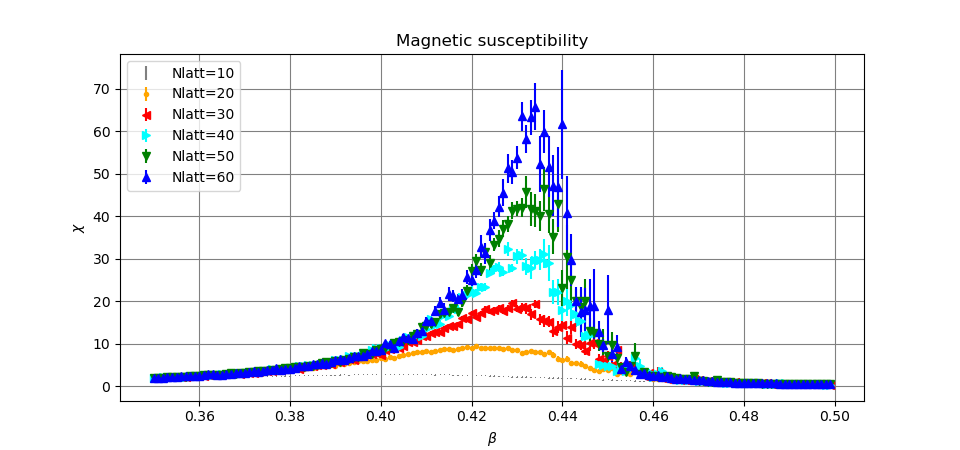 Magnetic susceptibility
Nlatt=10
Nlatt=20
Nlatt=30
Nlatt=40
Nlatt=50
Nlatt=60
70
60
50
40
30
20
10
0
χ
0.36 0.38 0.40 0.42 0.44 0.46 0.48 0.50
β